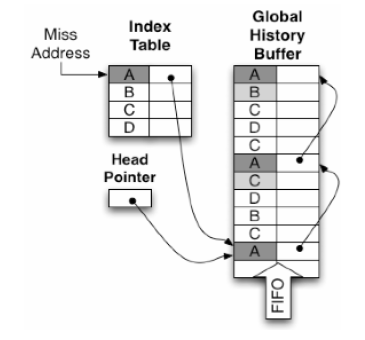 Miss
Address
Index
Table
A
B
C
D
Head
Pointer
Global
History
Buffer
A
B
C
D
C
A
C
D
B
C
A
FIFO